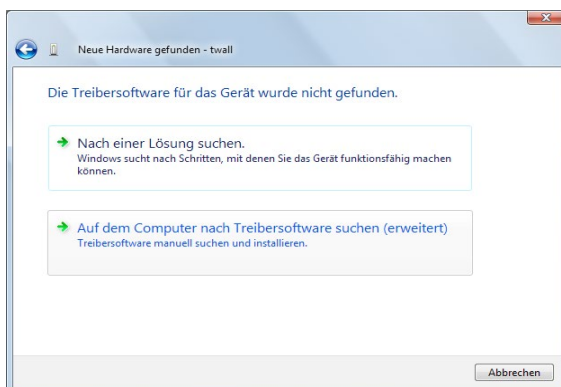 Neue Hardware gefunden - twall
Die Treibersoftware für das Gerät wurde nicht gefunden.
Nach einer Lösung suchen.
Windows sucht nach Schritten, mit denen Sie das Gerät funktionsfähig machen
können.
Auf dem Computer nach Treibersoftware suchen (erweitert)
Treibersoftware manuell suchen und installieren.
Abbrechen